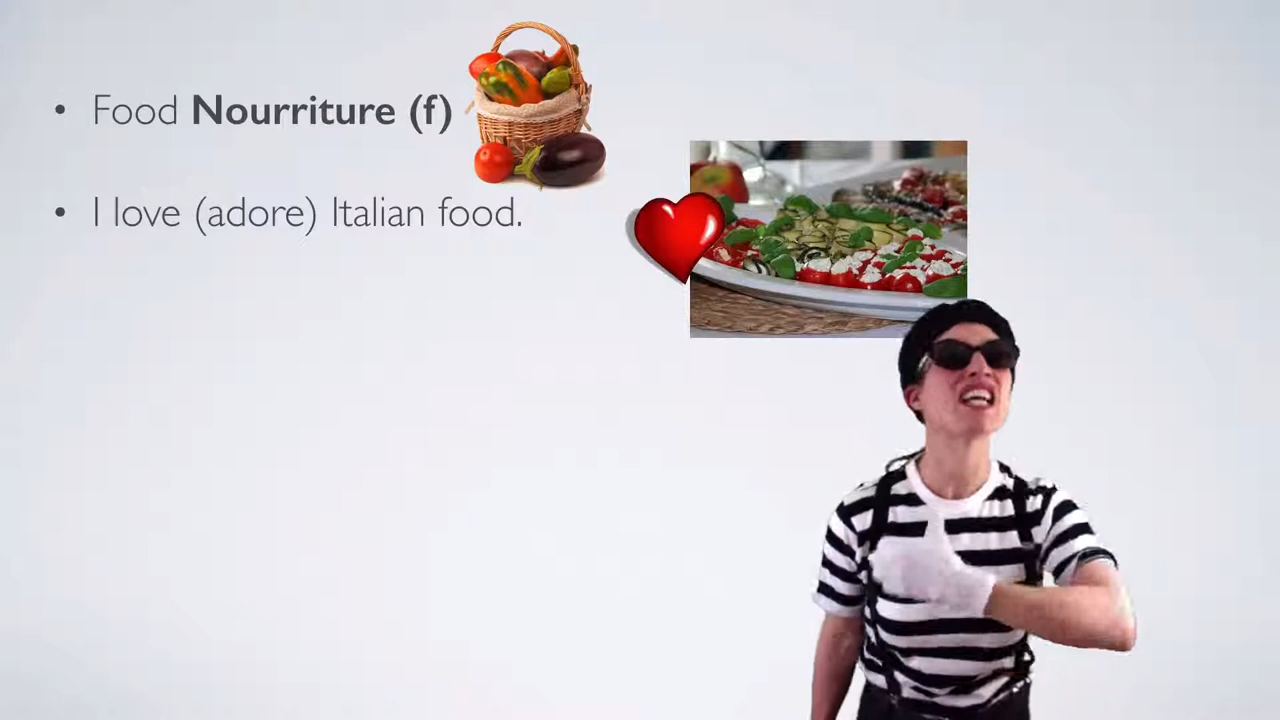 • Food Nourriture (f)
• I love (adore) Italian food.